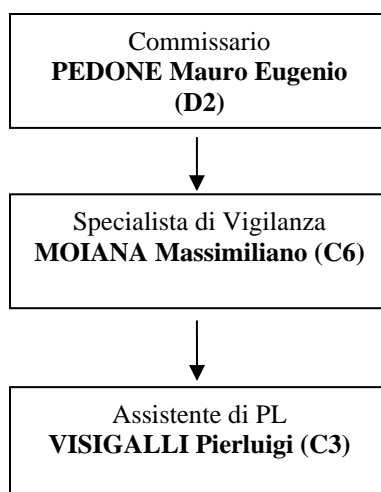 Commissario
PEDONE Mauro Eugenio
(D2)
Specialista di Vigilanza
MOIANA Massimiliano (C6)
Assistente di PL
VISIGALLI Pierluigi (C3)